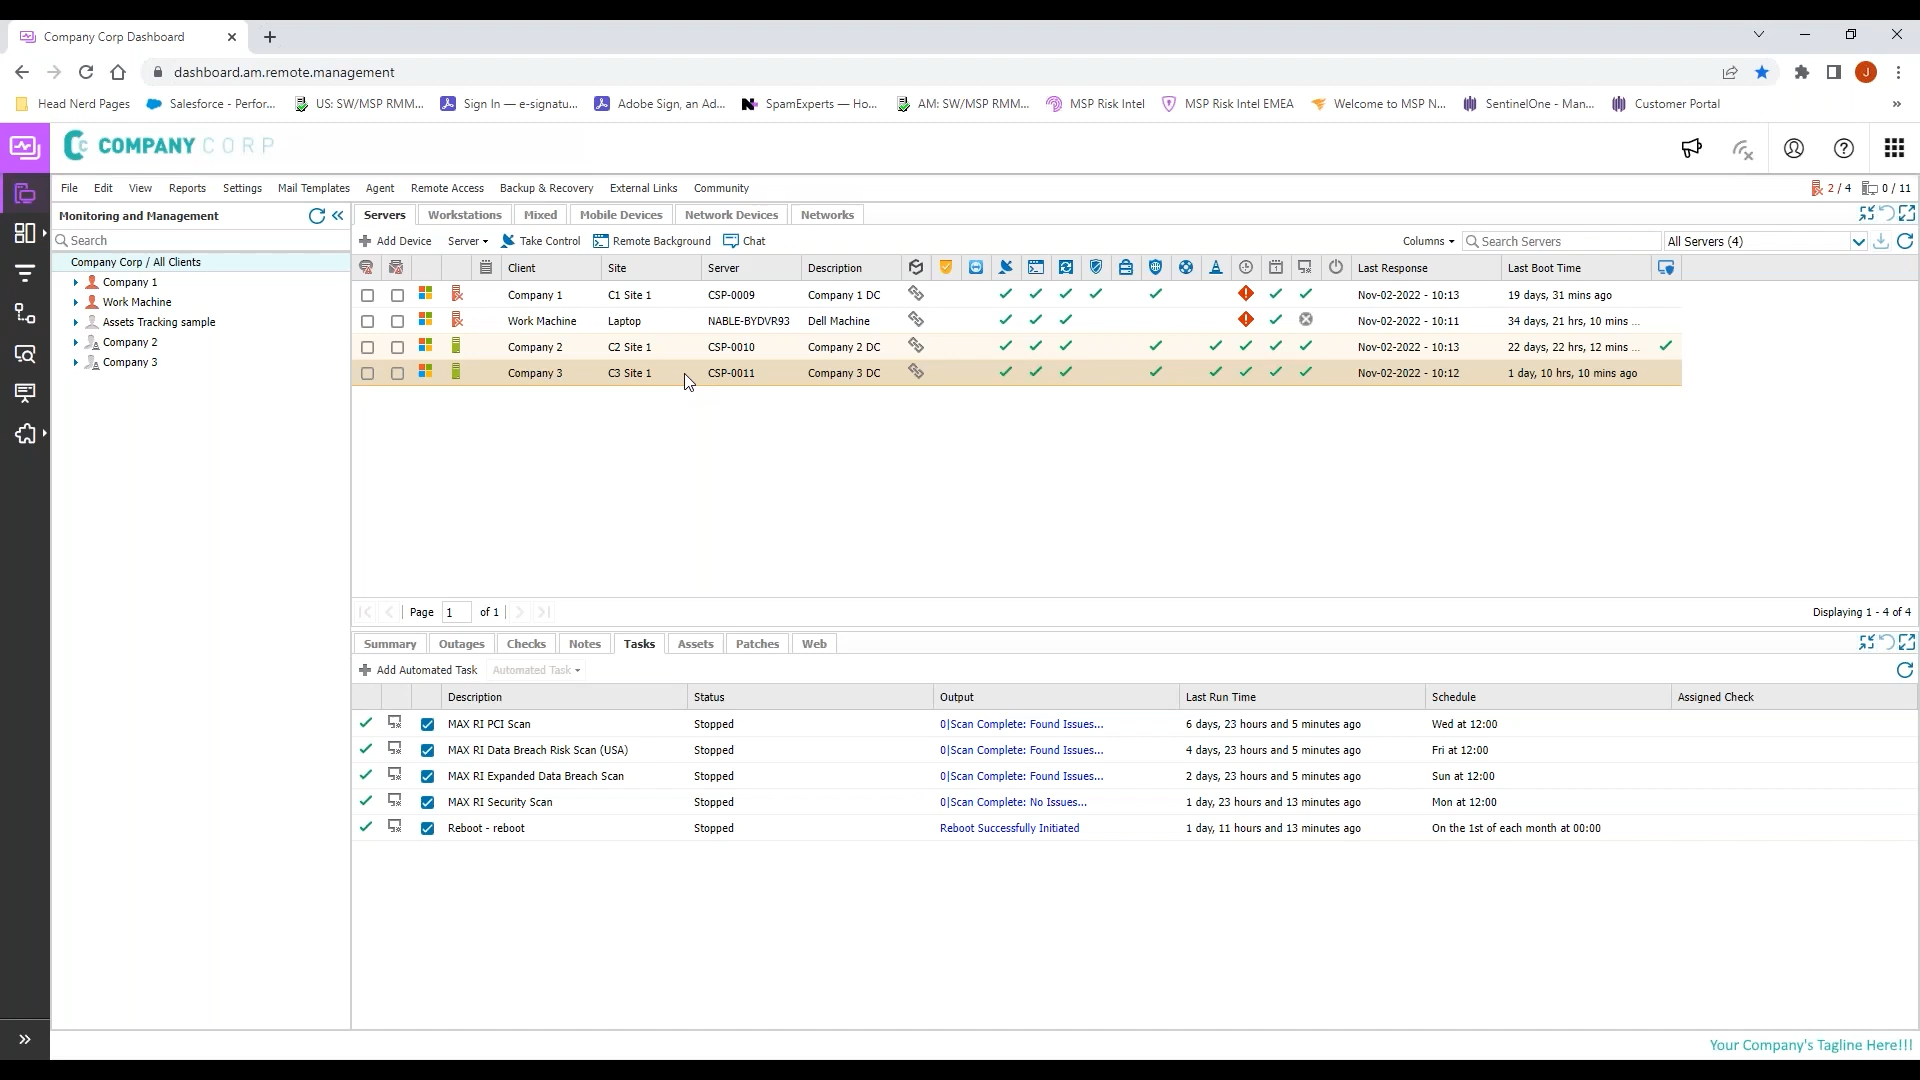 Company Corp Dashboard
dashboard.am.remote.management
J
Head Nerd Pages Salesforce - Perfor... US: SW/MSP RMM... Sign In — e-signatu... Adobe Sign, an Ad... SpamExperts — Ho... AM: SW/MSP RMM... MSP Risk Intel MSP Risk Intel EMEA Welcome to MSP N... SentinelOne - Man... Customer Portal »
COMPANY CORP
File Edit View Reports Settings Mail Templates Agent Remote Access Backup & Recovery External Links Community 2 / 4 0 / 11
Monitoring and Management
Search
Company Corp / All Clients
Company 1
Work Machine
Assets Tracking sample
Company 2
Company 3
Servers Workstations Mixed Mobile Devices Network Devices Networks
Add Device Server Take Control Remote Background Chat Columns Search Servers All Servers (4)
Client Site Server Description Last Response Last Boot Time
Company 1 C1 Site 1 CSP-0009 Company 1 DC Nov-02-2022 - 10:13 19 days, 31 mins ago
Work Machine Laptop NABLE-BYDVR93 Dell Machine Nov-02-2022 - 10:11 34 days, 21 hrs, 10 mins ...
Company 2 C2 Site 1 CSP-0010 Company 2 DC Nov-02-2022 - 10:13 22 days, 22 hrs, 12 mins ...
Company 3 C3 Site 1 CSP-0011 Company 3 DC Nov-02-2022 - 10:12 1 day, 10 hrs, 10 mins ago
Page 1 of 1 Displaying 1 - 4 of 4
Summary Outages Checks Notes Tasks Assets Patches Web
Add Automated Task Automated Task
Description Status Output Last Run Time Schedule Assigned Check
MAX RI PCI Scan Stopped 0|Scan Complete: Found Issues... 6 days, 23 hours and 5 minutes ago Wed at 12:00
MAX RI Data Breach Risk Scan (USA) Stopped 0|Scan Complete: Found Issues... 4 days, 23 hours and 5 minutes ago Fri at 12:00
MAX RI Expanded Data Breach Scan Stopped 0|Scan Complete: Found Issues... 2 days, 23 hours and 5 minutes ago Sun at 12:00
MAX RI Security Scan Stopped 0|Scan Complete: No Issues... 1 day, 23 hours and 13 minutes ago Mon at 12:00
Reboot - reboot Stopped Reboot Successfully Initiated 1 day, 11 hours and 13 minutes ago On the 1st of each month at 00:00
Your Company's Tagline Here!!!